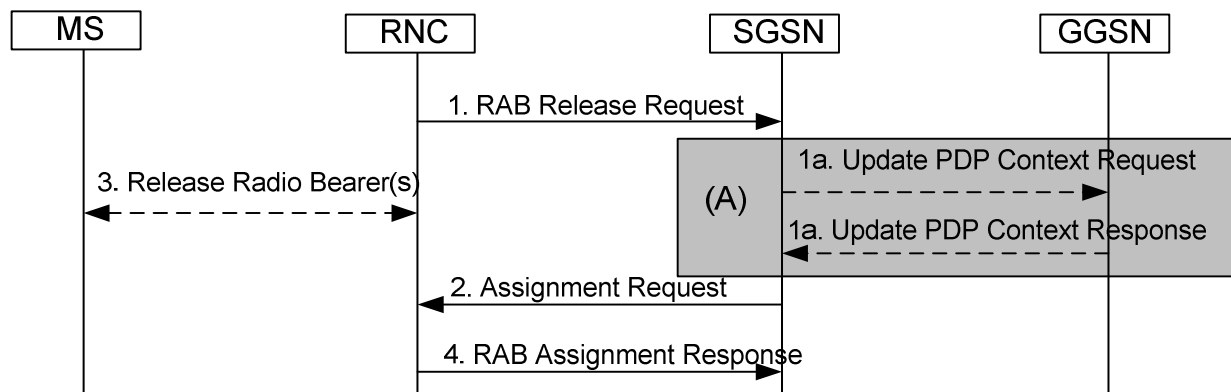 MS
RNC
SGSN
GGSN
1. RAB Release Request
1a. Update PDP Context Request
3. Release Radio Bearer(s)
(A)
1a. Update PDP Context Response
2. Assignment Request
4. RAB Assignment Response